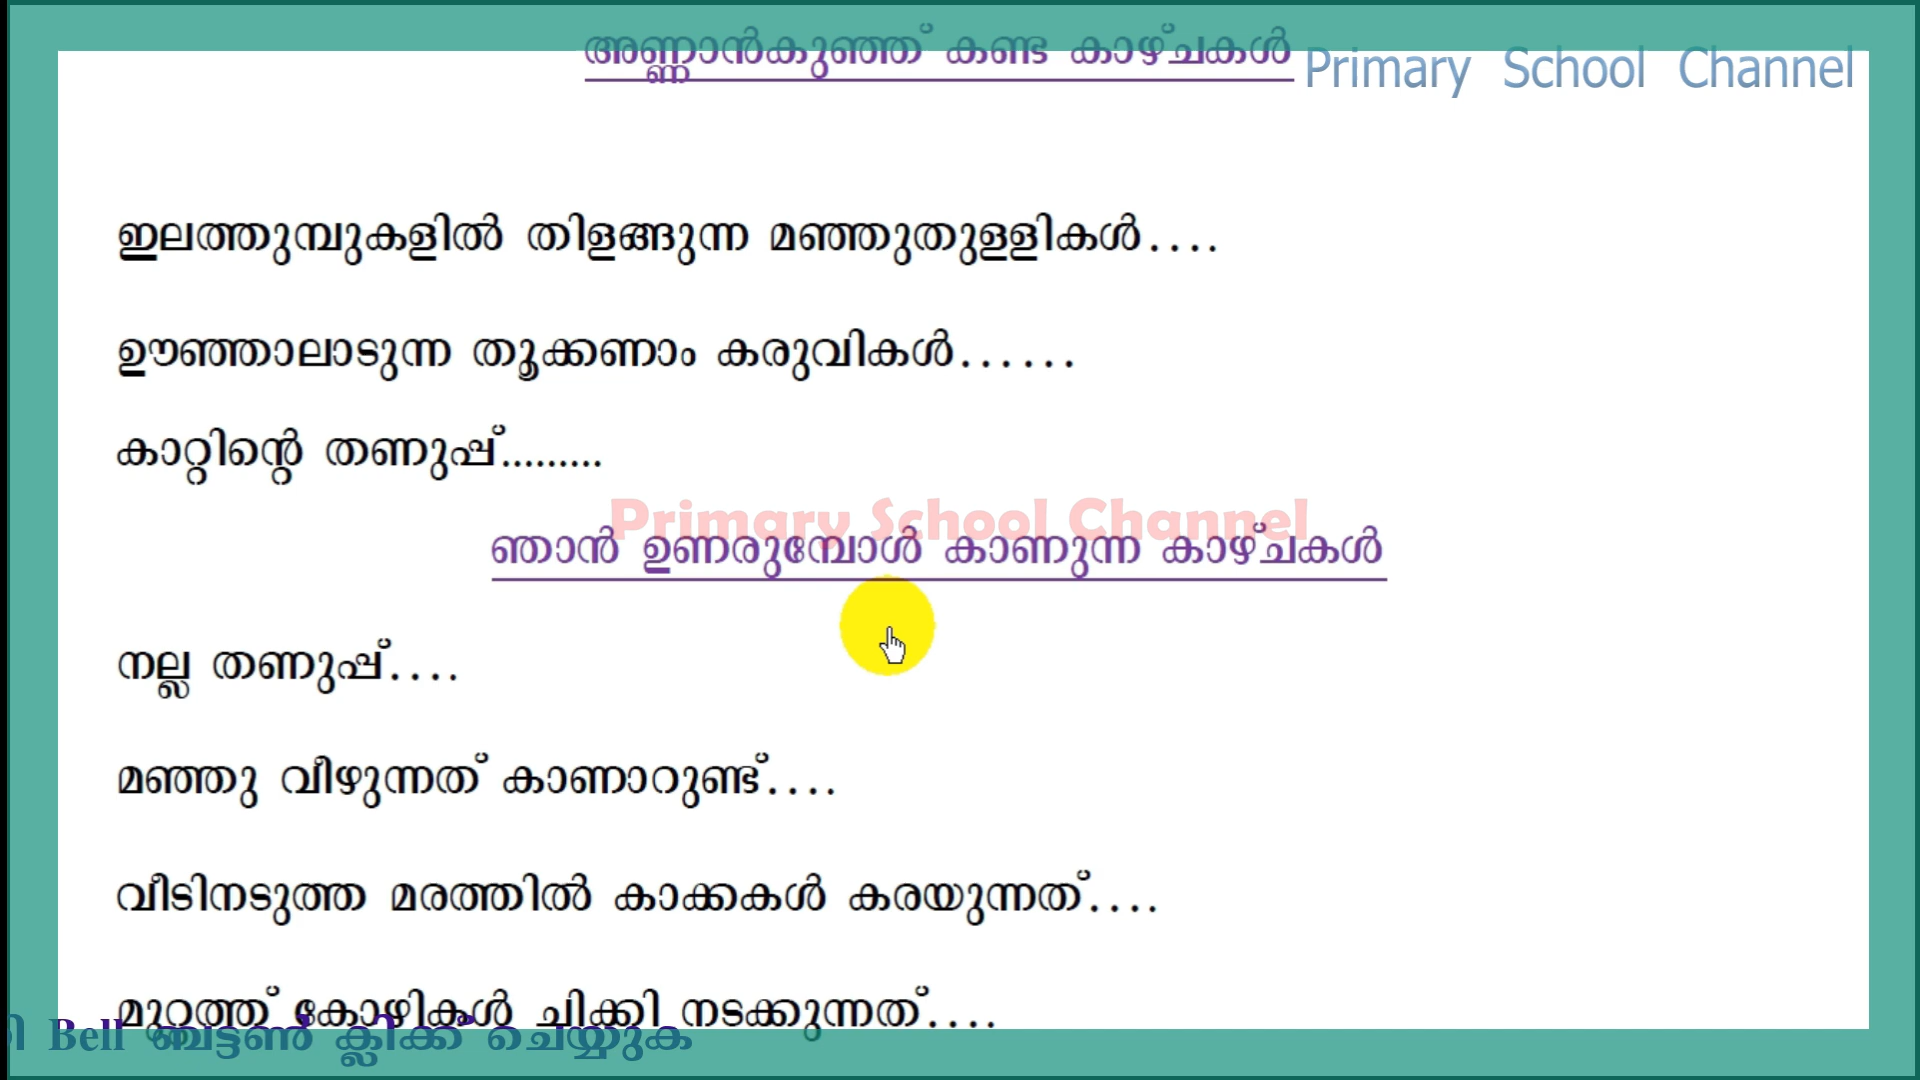 അണ്ണാൻകുഞ്ഞ് കണ്ട കാഴ്ചകൾ
Primary School Channel
ഇലത്തുമ്പുകളിൽ തിളങ്ങുന്ന മഞ്ഞുതുള്ളികൾ....
ഊഞ്ഞാലാടുന്ന തൂക്കണാം കരുവികൾ......
കാറ്റിന്റെ തണുപ്പ്.........
Primary School Channel
ഞാൻ ഉണരുമ്പോൾ കാണുന്ന കാഴ്ചകൾ
നല്ല തണുപ്പ്....
മഞ്ഞു വീഴുന്നത് കാണാറുണ്ട്....
വീടിനടുത്ത മരത്തിൽ കാക്കകൾ കരയുന്നത്....
മുറത്ത് കോഴികൾ ചിക്കി നടക്കുന്നത്....
Bell ബട്ടൺ ക്ലിക്ക് ചെയ്യുക